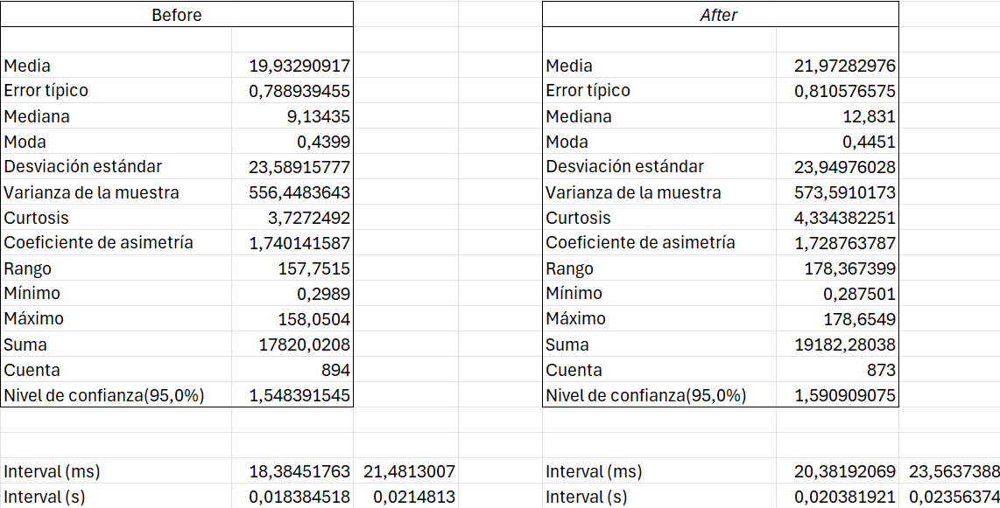 Before After
Media 19,93290917 Media 21,97282976
Error típico 0,788939455 Error típico 0,810576575
Mediana 9,13435 Mediana 12,831
Moda 0,4399 Moda 0,4451
Desviación estándar 23,58915777 Desviación estándar 23,94976028
Varianza de la muestra 556,4483643 Varianza de la muestra 573,5910173
Curtosis 3,7272492 Curtosis 4,334382251
Coeficiente de asimetría 1,740141587 Coeficiente de asimetría 1,728763787
Rango 157,7515 Rango 178,367399
Mínimo 0,2989 Mínimo 0,287501
Máximo 158,0504 Máximo 178,6549
Suma 17820,0208 Suma 19182,28038
Cuenta 894 Cuenta 873
Nivel de confianza(95,0%) 1,548391545 Nivel de confianza(95,0%) 1,590909075
Interval (ms) 18,38451763 21,4813007 Interval (ms) 20,38192069 23,5637388
Interval (s) 0,018384518 0,0214813 Interval (s) 0,020381921 0,02356374